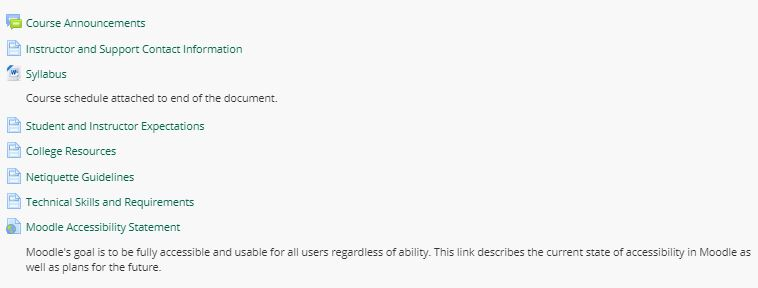 Course Announcements
Instructor and Support Contact Information
Syllabus
Course schedule attached to end of the document.
Student and Instructor Expectations
College Resources
Netiquette Guidelines
Technical Skills and Requirements
Moodle Accessibility Statement
Moodle's goal is to be fully accessible and usable for all users regardless of ability. This link describes the current state of accessibility in Moodle as
well as plans for the future.